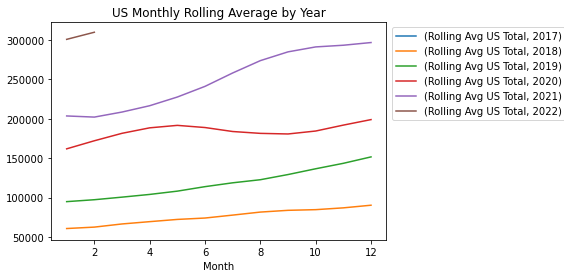 US Monthly Rolling Average by Year
300000
250000
200000
150000
100000
50000
2
4
6
8
10
12
Month
(Rolling Avg US Total, 2017)
(Rolling Avg US Total, 2018)
(Rolling Avg US Total, 2019)
(Rolling Avg US Total, 2020)
(Rolling Avg US Total, 2021)
(Rolling Avg US Total, 2022)